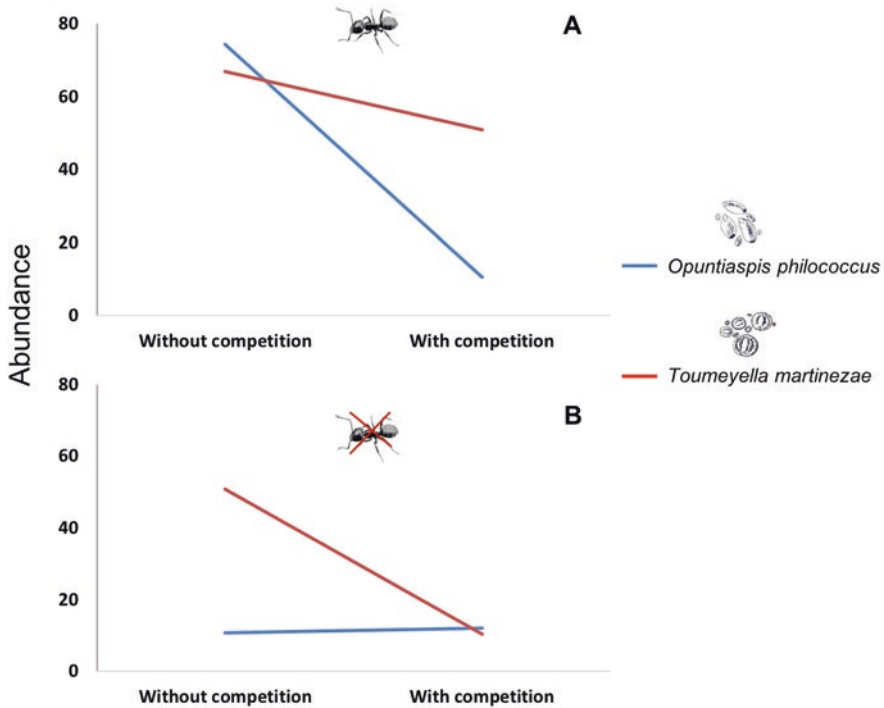 80
A
60
40
20
0
Without competition With competition
Abundance
Opuntiaspis philococcus
Toumeyella martinezae
80
B
60
40
20
0
Without competition With competition